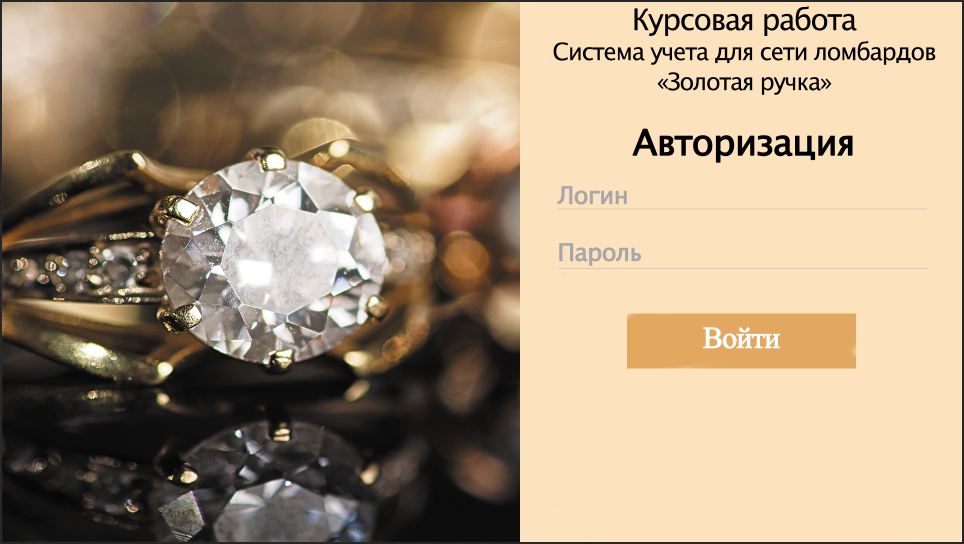 Курсовая работа
Система учета для сети ломбардов
«Золотая ручка»
Авторизация
Логин
Пароль
Войти